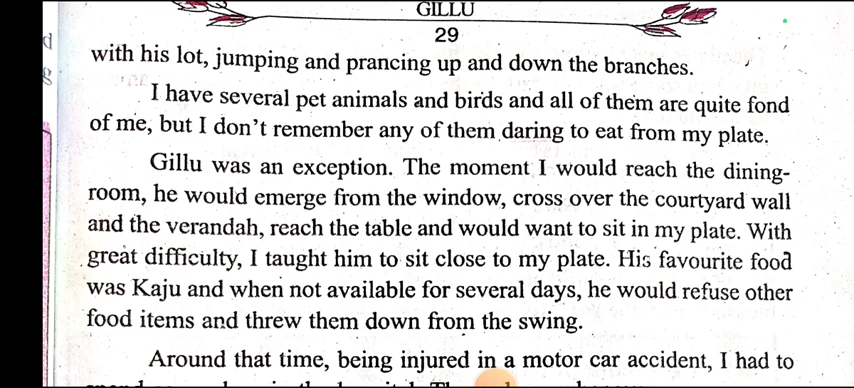 GILLU
29
with his lot, jumping and prancing up and down the branches.
I have several pet animals and birds and all of them are quite fond
of me, but I don't remember any of them daring to eat from my plate.
Gillu was an exception. The moment I would reach the dining-
room, he would emerge from the window, cross over the courtyard wall
and the verandah, reach the table and would want to sit in my plate. With
great difficulty, I taught him to sit close to my plate. His favourite food
was Kaju and when not available for several days, he would refuse other
food items and threw them down from the swing.
Around that time, being injured in a motor car accident, I had to